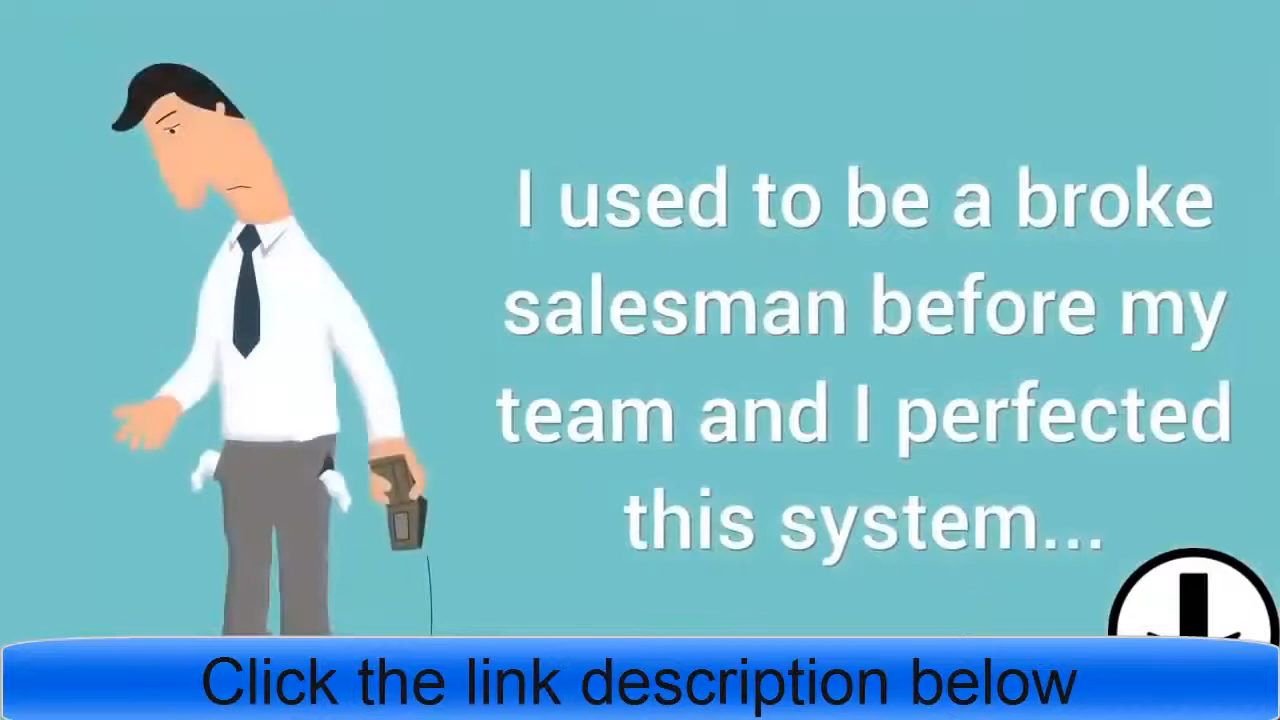 I used to be a broke
salesman before my
team and I perfected
this system...
Click the link description below